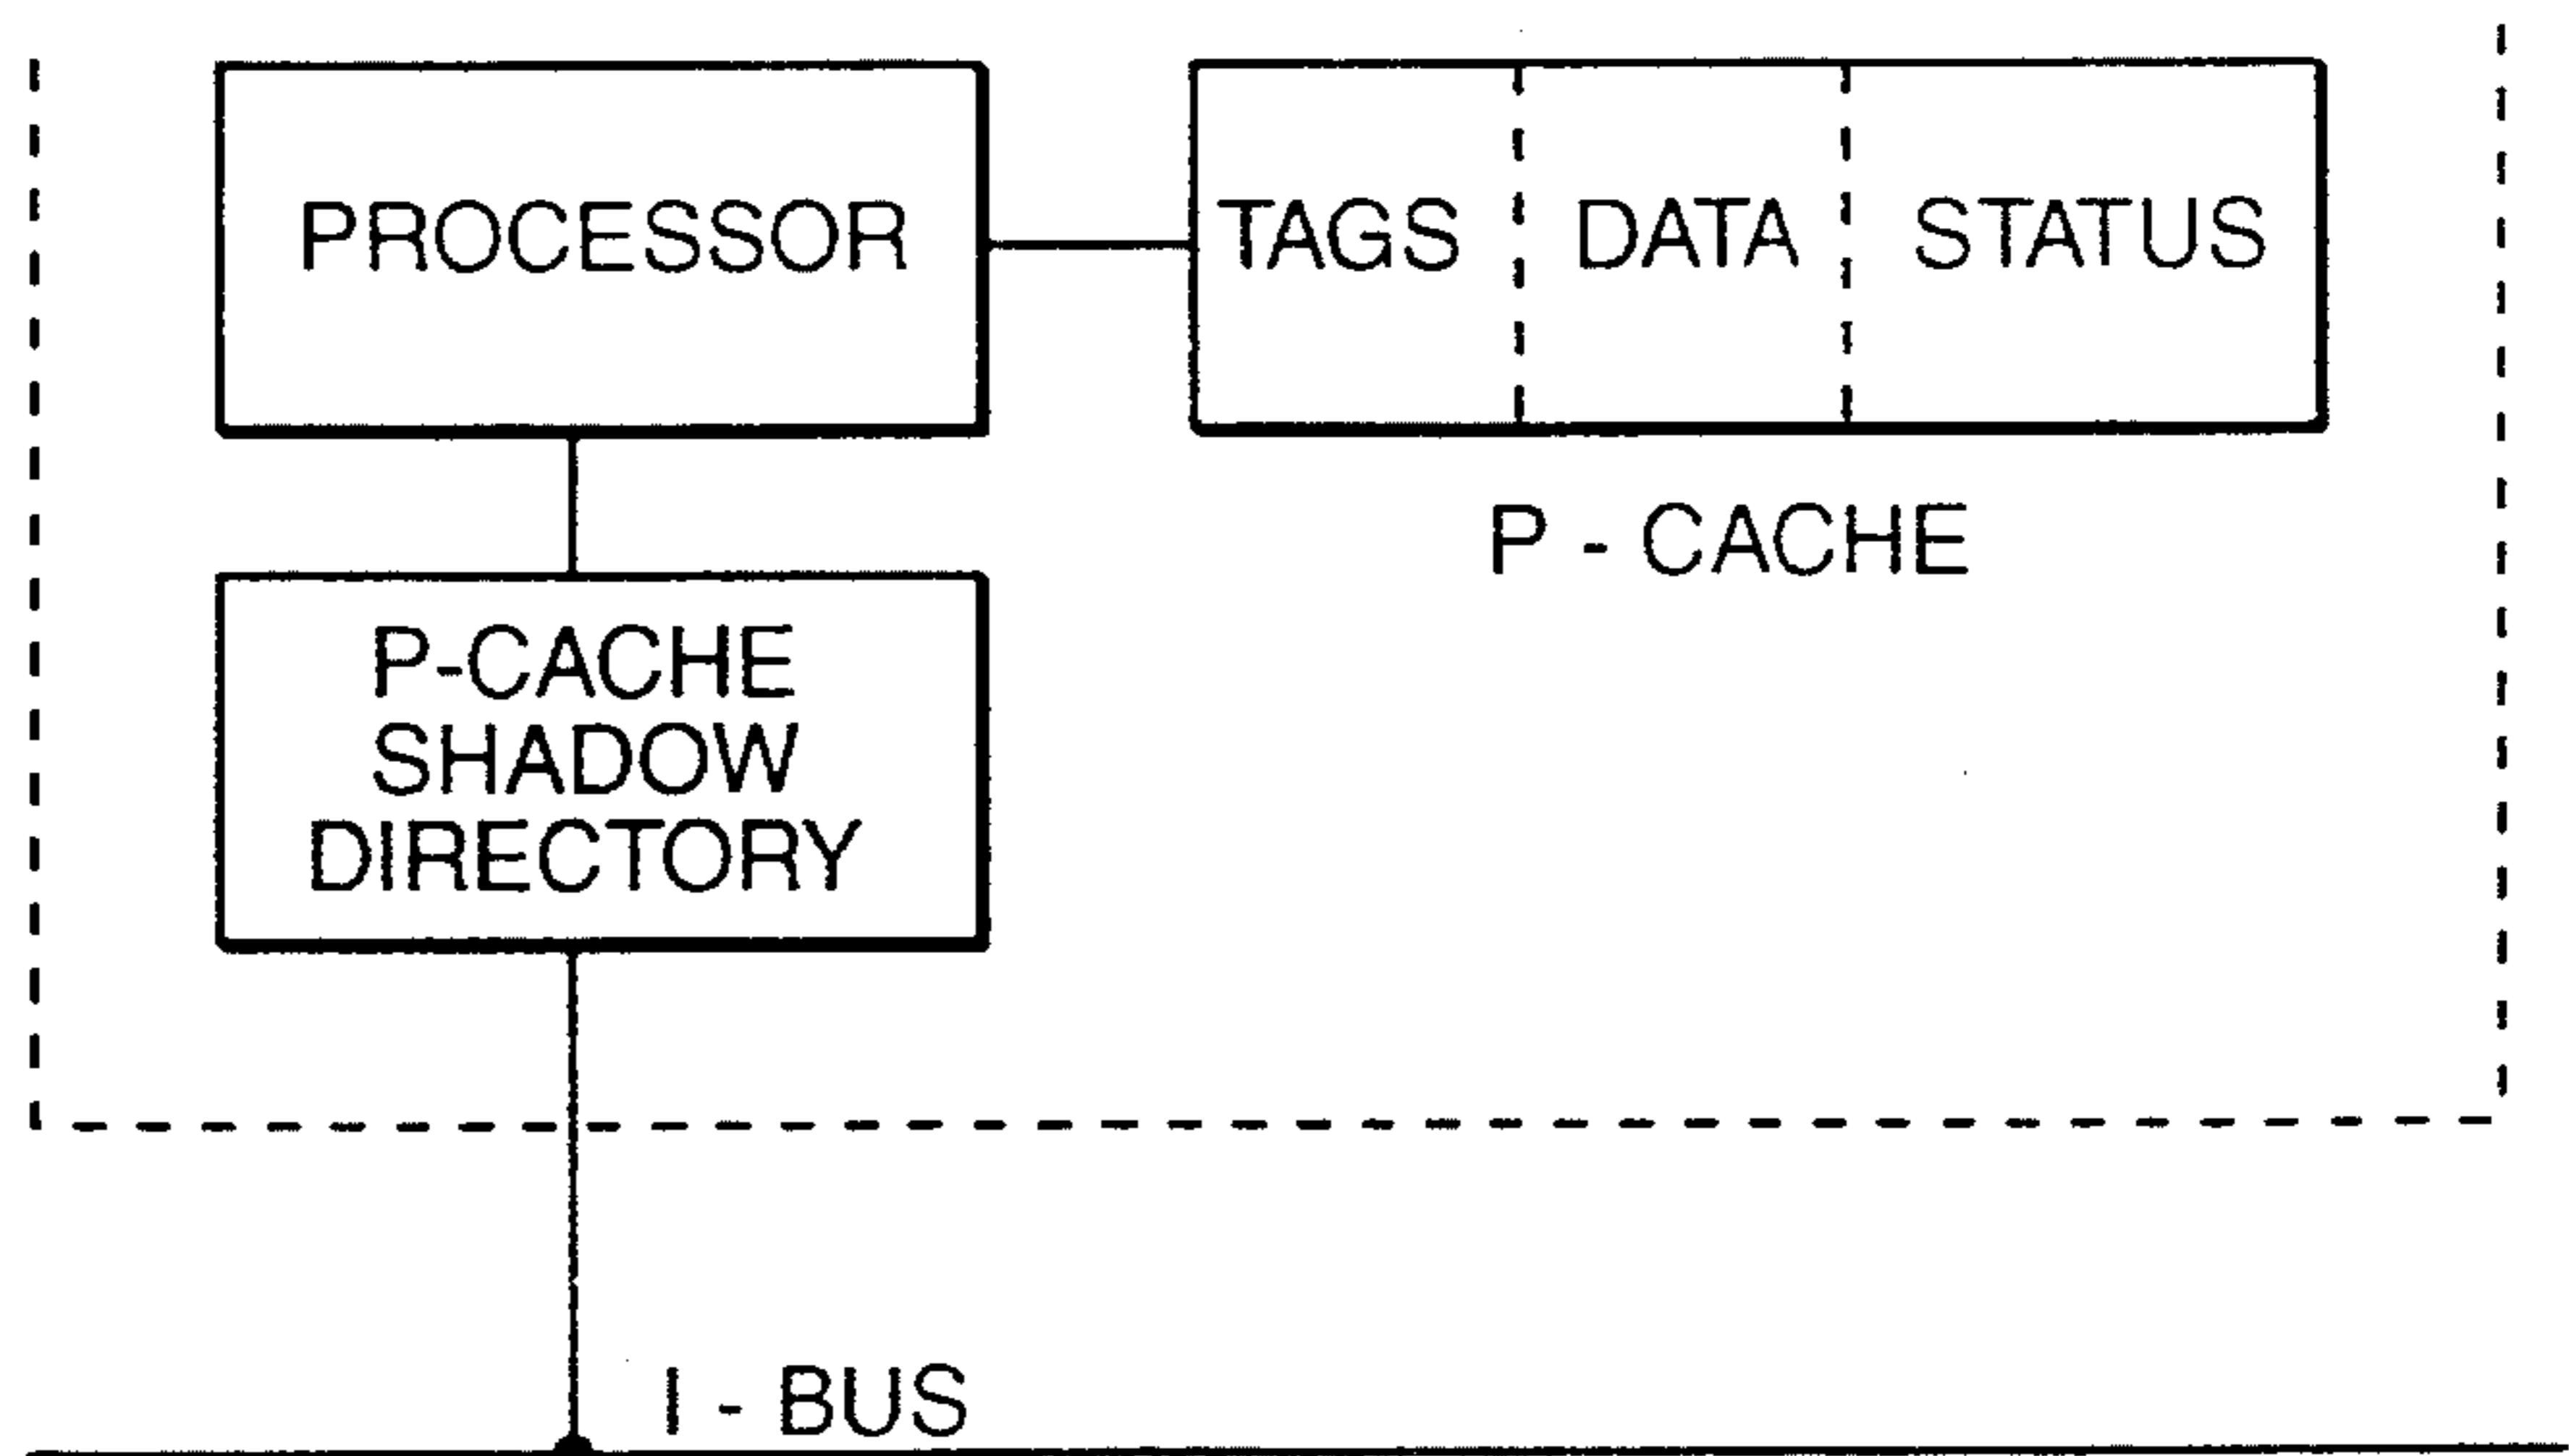 PROCESSOR
TAGS DATA STATUS
P - CACHE
P-CACHE
SHADOW
DIRECTORY
I - BUS